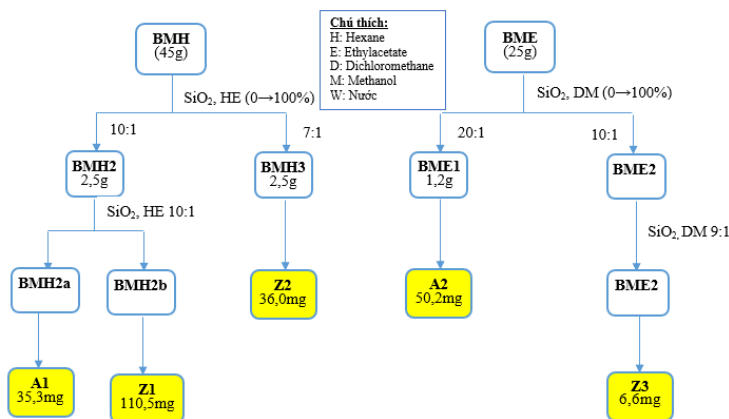 BMH
(45g)
Chú thích:
H: Hexane
E: Ethylacetate
D: Dichloromethane
M: Methanol
W: Nước
BME
(25g)
SiO₂, HE (0→100%)
SiO₂, DM (0→100%)
10:1
7:1
20:1
10:1
BMH2
2,5g
BMH3
2,5g
BME1
1,2g
BME2
SiO₂, HE 10:1
SiO₂, DM 9:1
BMH2a
BMH2b
Z2
36,0mg
A2
50,2mg
BME2
A1
35,3mg
Z1
110,5mg
Z3
6,6mg